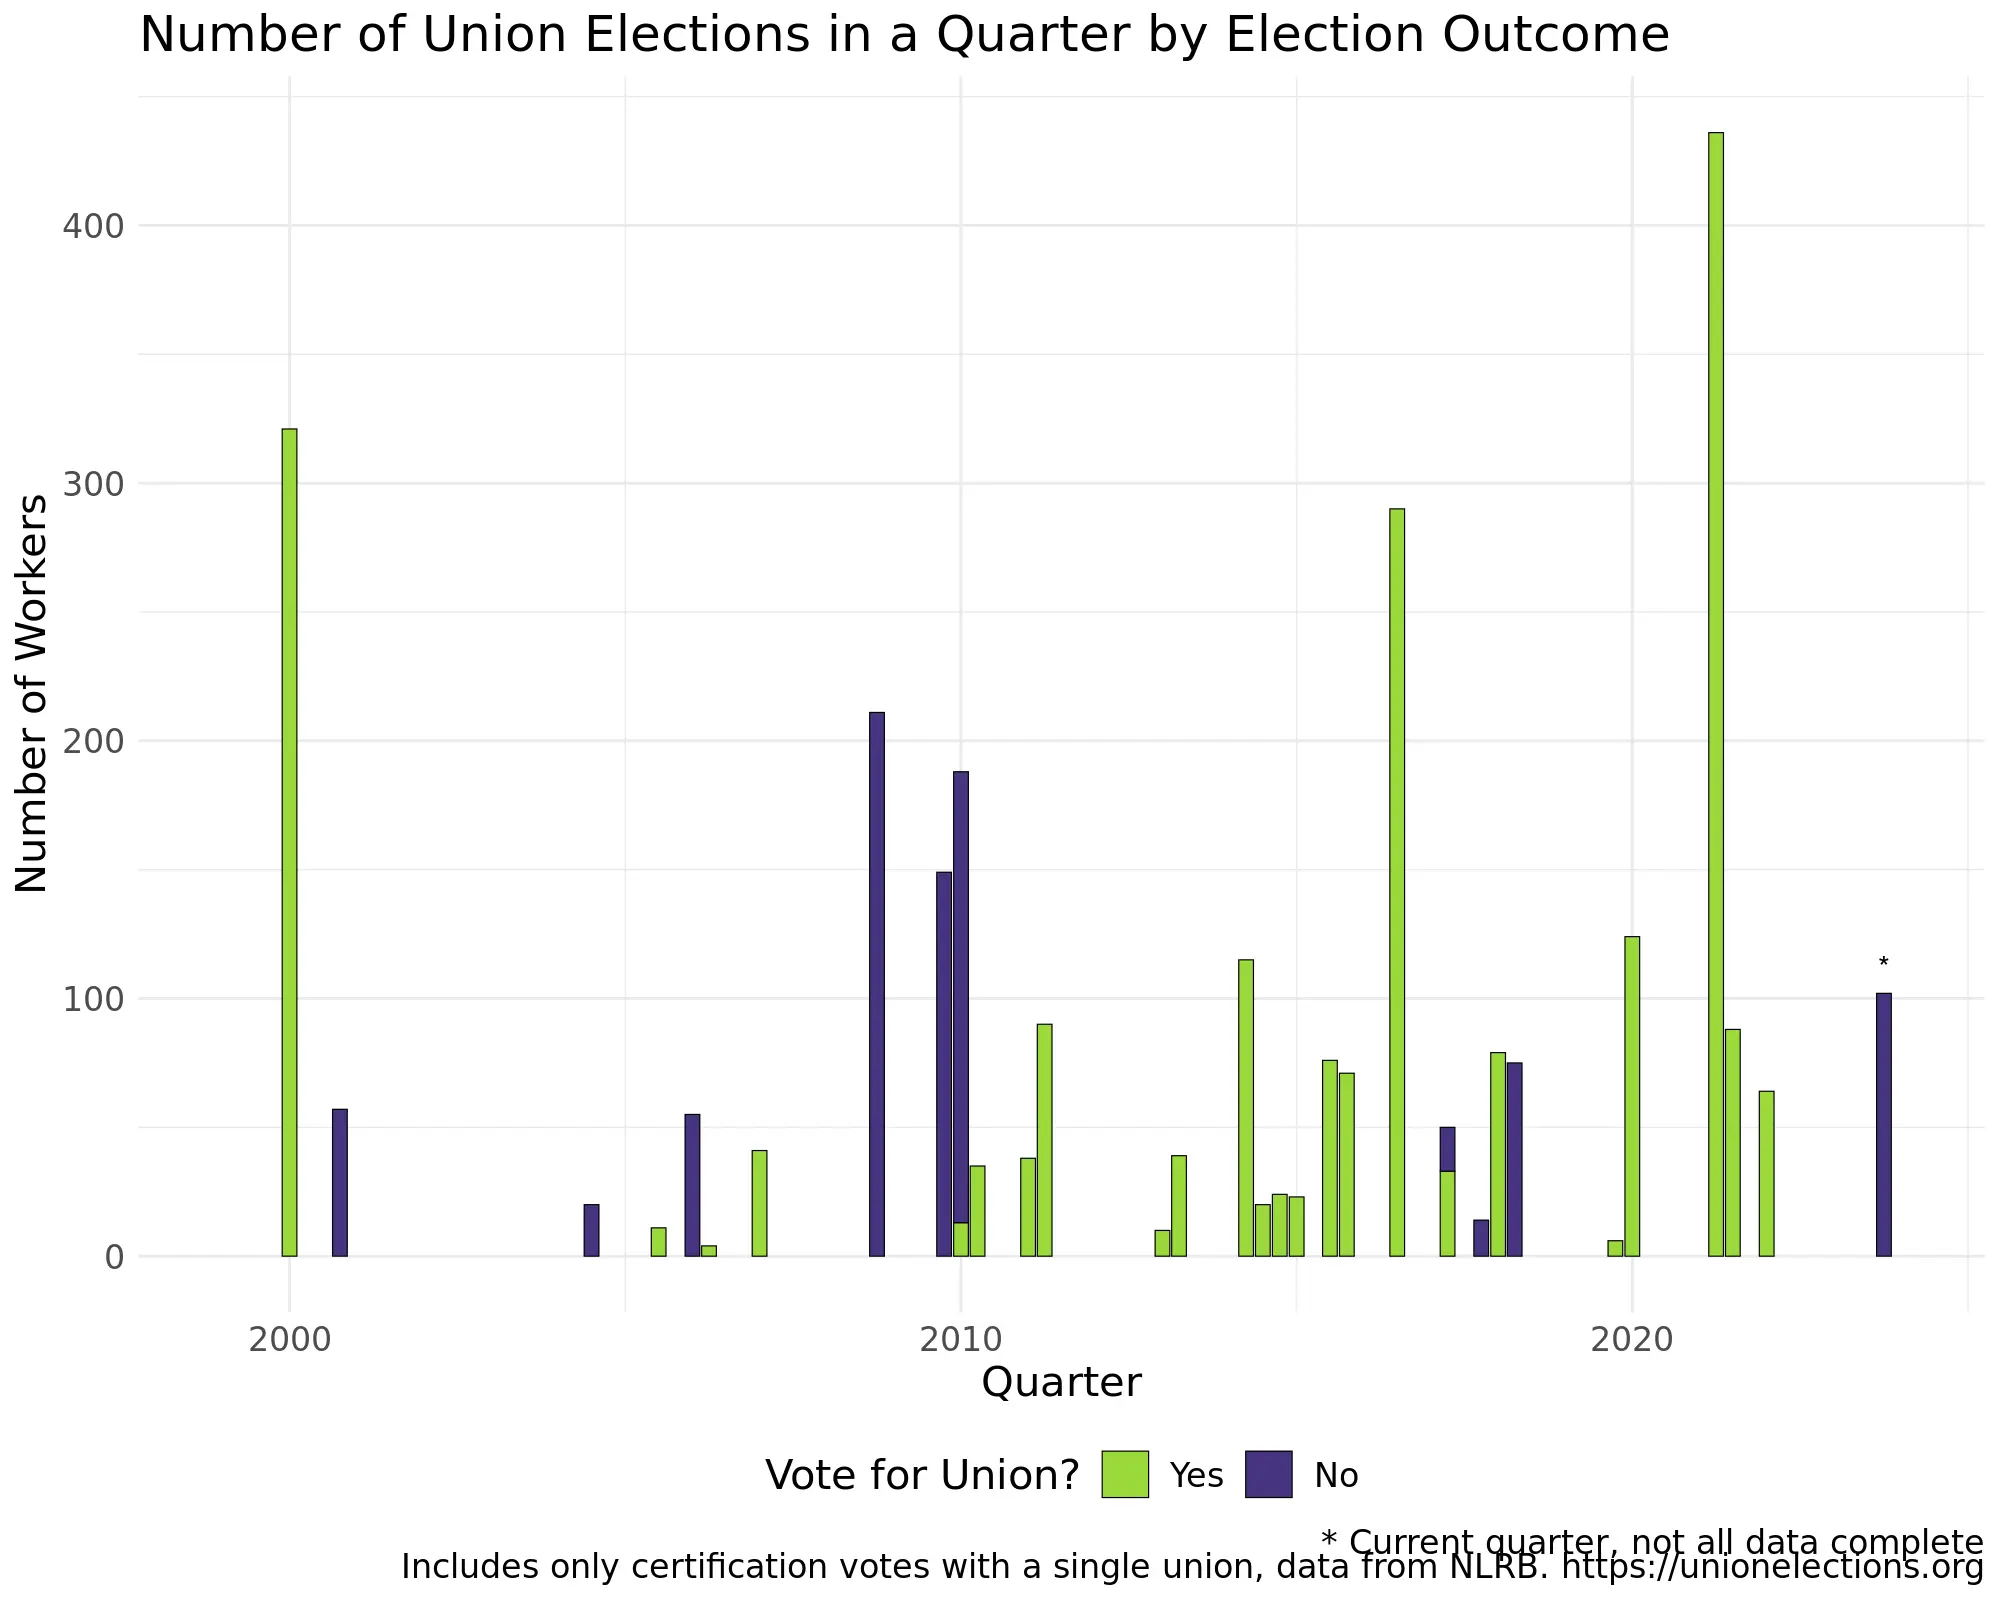 Number of Union Elections in a Quarter by Election Outcome
Number of Workers
400
300
200
100
0
*
2000 2010 2020
Quarter
Vote for Union? Yes No
* Current quarter, not all data complete
Includes only certification votes with a single union, data from NLRB. https://unionelections.org